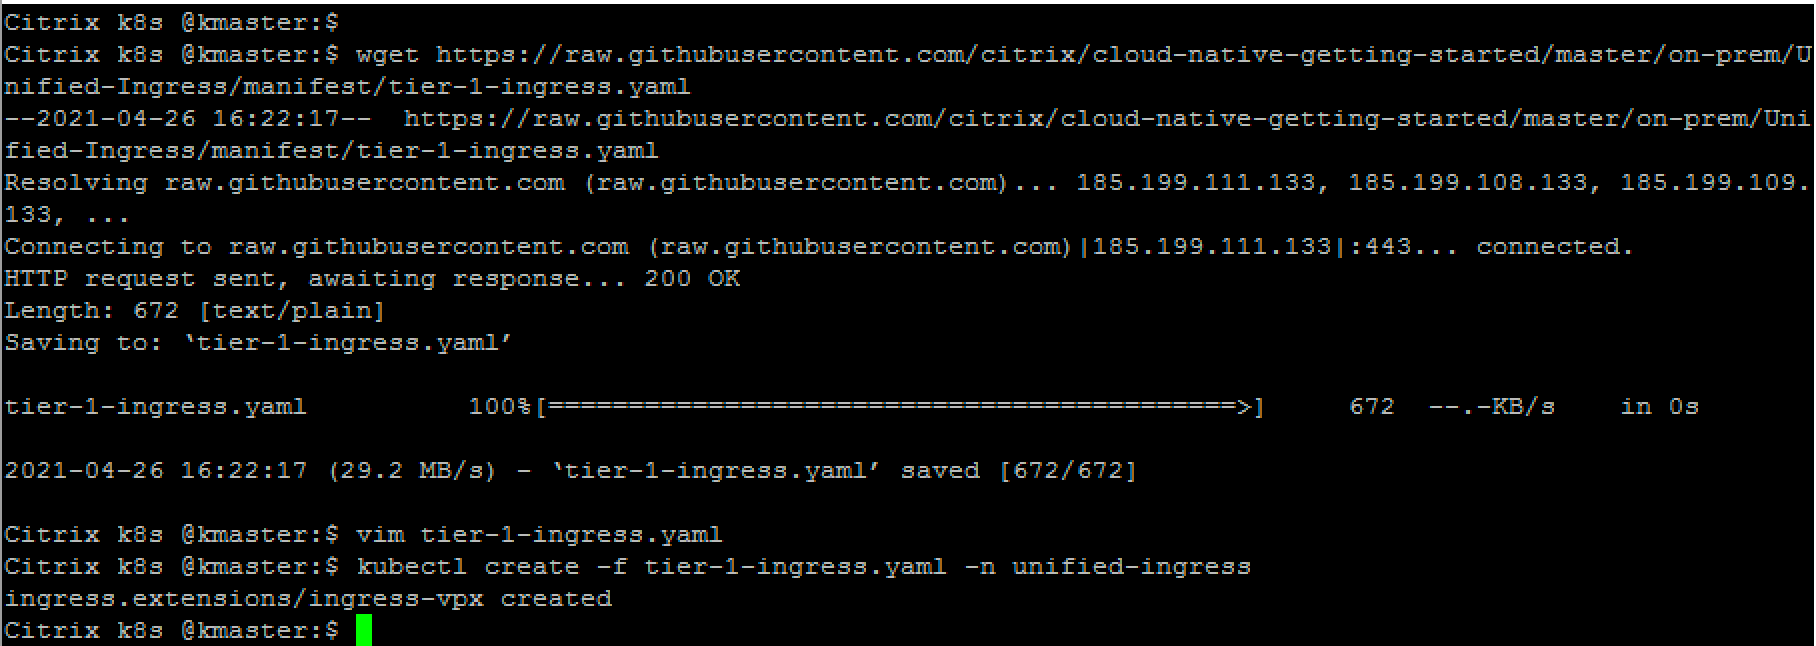 Citrix k8s @kmaster:$
Citrix k8s @kmaster:$ wget https://raw.githubusercontent.com/citrix/cloud-native-getting-started/master/on-prem/U
nified-Ingress/manifest/tier-1-ingress.yaml
--2021-04-26 16:22:17--  https://raw.githubusercontent.com/citrix/cloud-native-getting-started/master/on-prem/Uni
fied-Ingress/manifest/tier-1-ingress.yaml
Resolving raw.githubusercontent.com (raw.githubusercontent.com)... 185.199.111.133, 185.199.108.133, 185.199.109.
133, ...
Connecting to raw.githubusercontent.com (raw.githubusercontent.com)|185.199.111.133|:443... connected.
HTTP request sent, awaiting response... 200 OK
Length: 672 [text/plain]
Saving to: ‘tier-1-ingress.yaml’
tier-1-ingress.yaml          100%[===========================================>]     672  --.-KB/s    in 0s
2021-04-26 16:22:17 (29.2 MB/s) - ‘tier-1-ingress.yaml’ saved [672/672]
Citrix k8s @kmaster:$ vim tier-1-ingress.yaml
Citrix k8s @kmaster:$ kubectl create -f tier-1-ingress.yaml -n unified-ingress
ingress.extensions/ingress-vpx created
Citrix k8s @kmaster:$